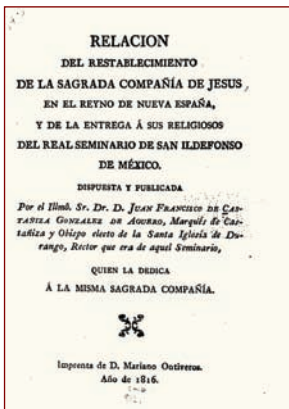 RELACION
DEL RESTABLECIMIENTO
DE LA SAGRADA COMPAÑÍA DE JESUS,
EN EL REYNO DE NUEVA ESPAÑA,
Y DE LA ENTREGA Á SUS RELIGIOSOS
DEL REAL SEMINARIO DE SAN ILDEFONSO
DE MÉXICO.
DISPUESTA Y PUBLICADA
Por el Illmô. Sr. Dr. D. JUAN FRANCISCO DE CAS-
TAÑIZA GONZALEZ DE AGUERO, Marqués de Cas-
tañiza y Obispo electo de la Santa Iglesia de Du-
rango, Rector que era de aquel Seminario,
QUIEN LA DEDICA
Á LA MISMA SAGRADA COMPAÑÍA.
Imprenta de D. Mariano Ontiveros.
Año de 1816.